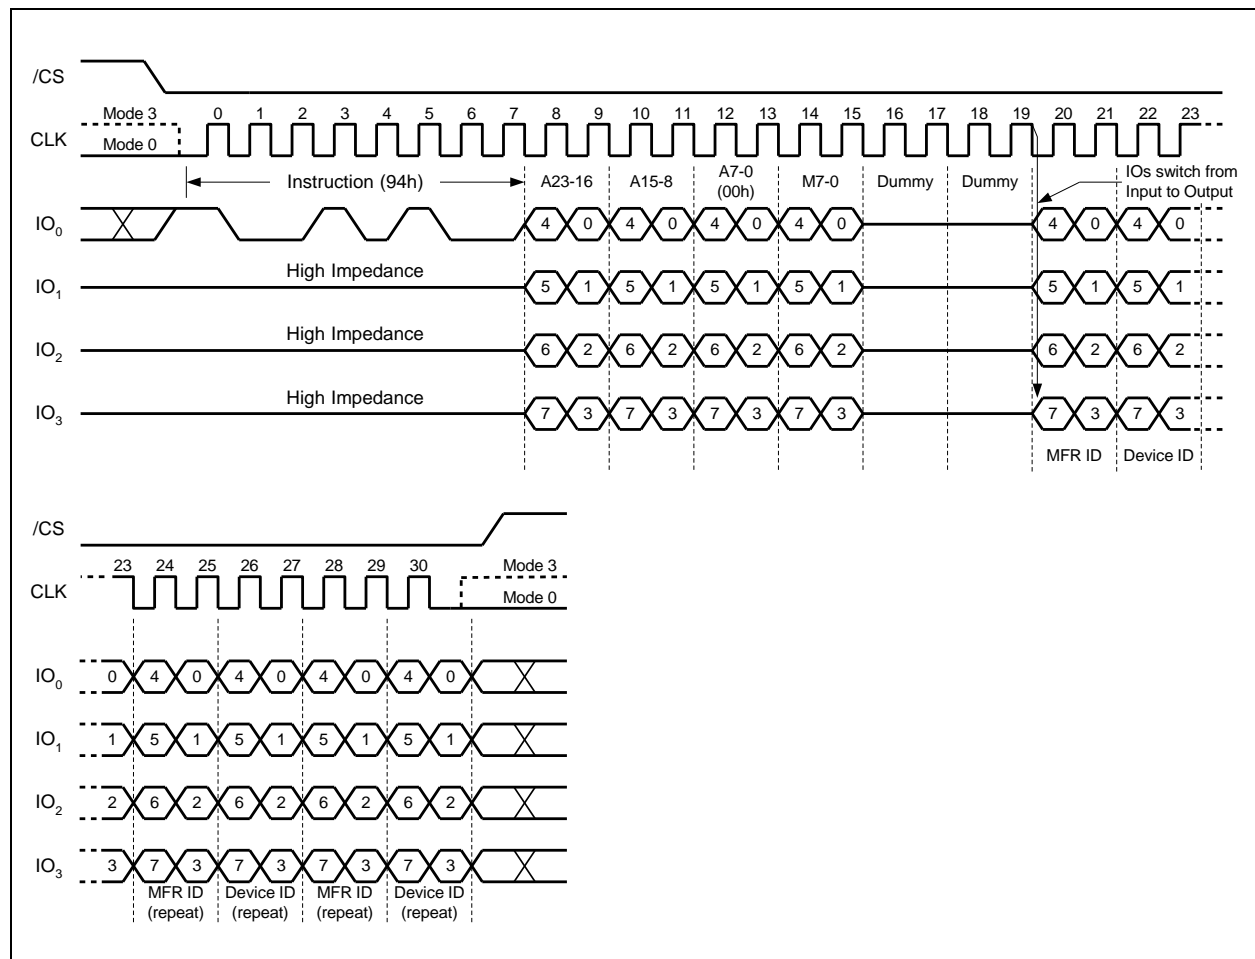 /CS
Mode 3 0 1 2 3 4 5 6 7 8 9 10 11 12 13 14 15 16 17 18 19 20 21 22 23
CLK Mode 0
Instruction (94h) A23-16 A15-8 A7-0 (00h) M7-0 Dummy Dummy IOs switch from Input to Output
IO0 4 0 4 0 4 0 4 0 4 0 4 0
High Impedance
IO1 5 1 5 1 5 1 5 1 5 1 5 1
High Impedance
IO2 6 2 6 2 6 2 6 2 6 2 6 2
High Impedance
IO3 7 3 7 3 7 3 7 3 7 3 7 3
MFR ID Device ID
/CS
23 24 25 26 27 28 29 30 Mode 3
CLK Mode 0
IO0 0 4 0 4 0 4 0 4 0
IO1 1 5 1 5 1 5 1 5 1
IO2 2 6 2 6 2 6 2 6 2
IO3 3 7 3 7 3 7 3 7 3
MFR ID Device ID MFR ID Device ID
(repeat) (repeat) (repeat) (repeat)